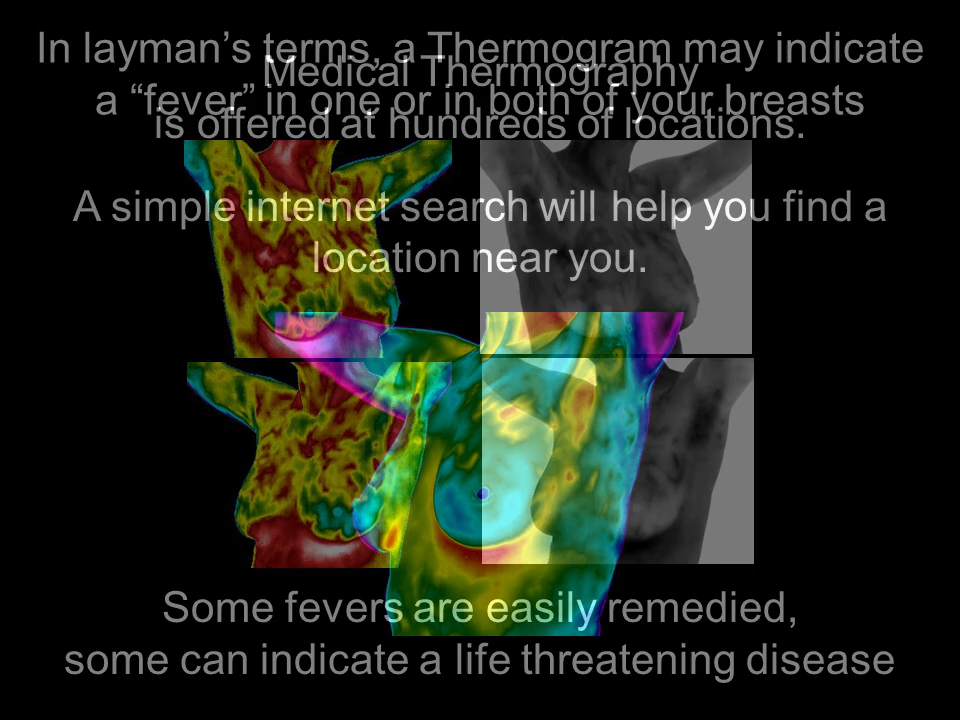 In layman’s terms, a Thermogram may indicate
a “fever” in one or in both of your breasts
Medical Thermography
is offered at hundreds of locations.
A simple internet search will help you find a
location near you.
Some fevers are easily remedied,
some can indicate a life threatening disease